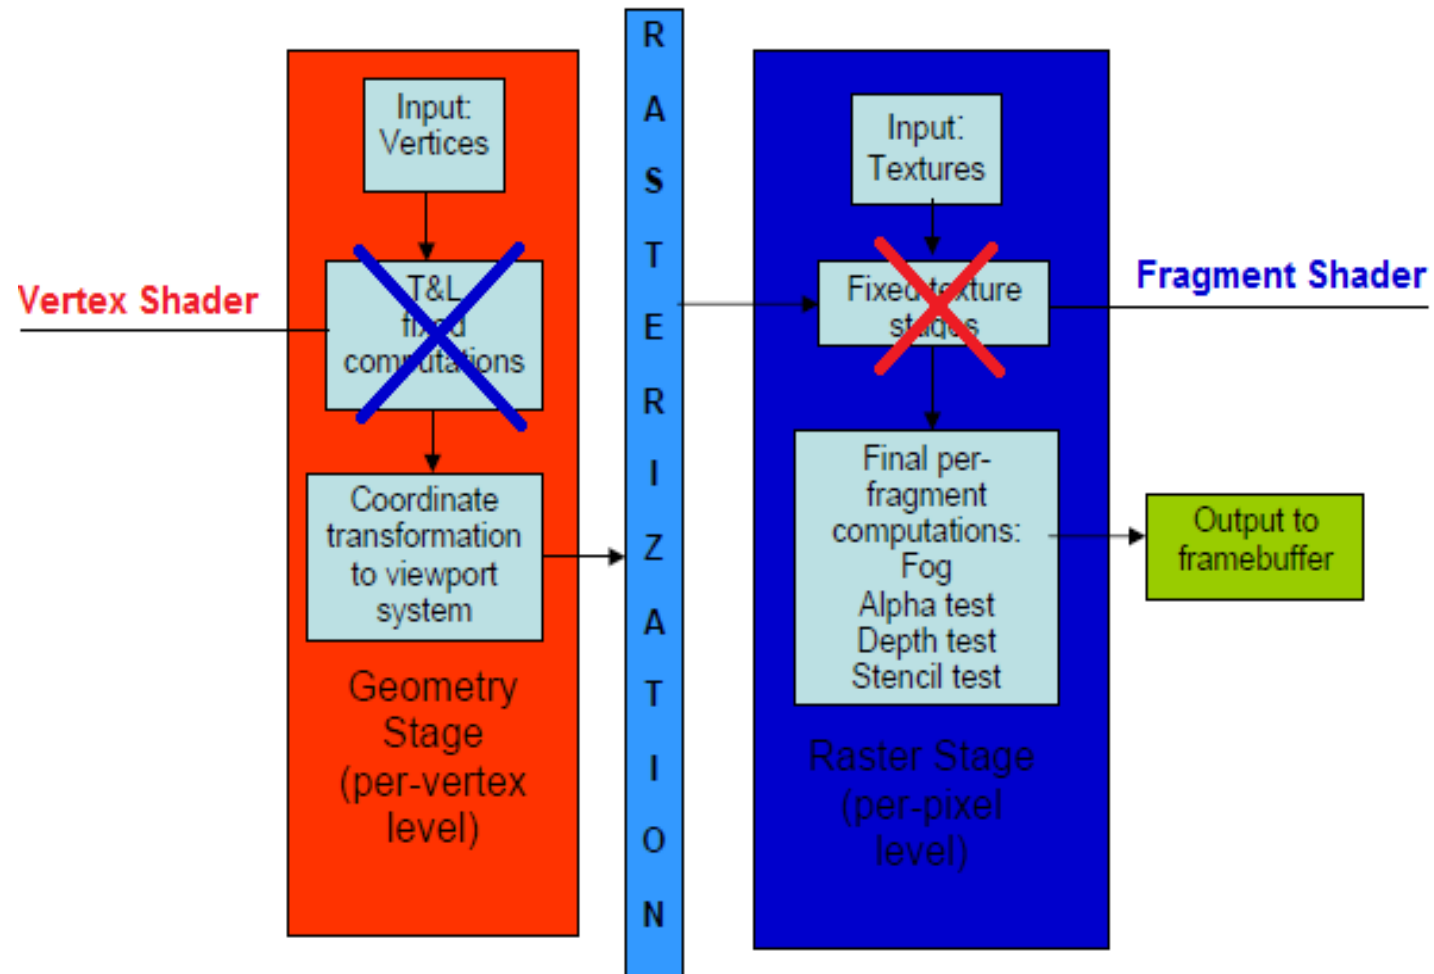 Input:
Vertices
Vertex Shader
T&L
fixed
computations
Coordinate
transformation
to viewport
system
Geometry
Stage
(per-vertex
level)
RASTERIZATION
Input:
Textures
Fragment Shader
Fixed texture
stages
Final per-
fragment
computations:
Fog
Alpha test
Depth test
Stencil test
Raster Stage
(per-pixel
level)
Output to
framebuffer